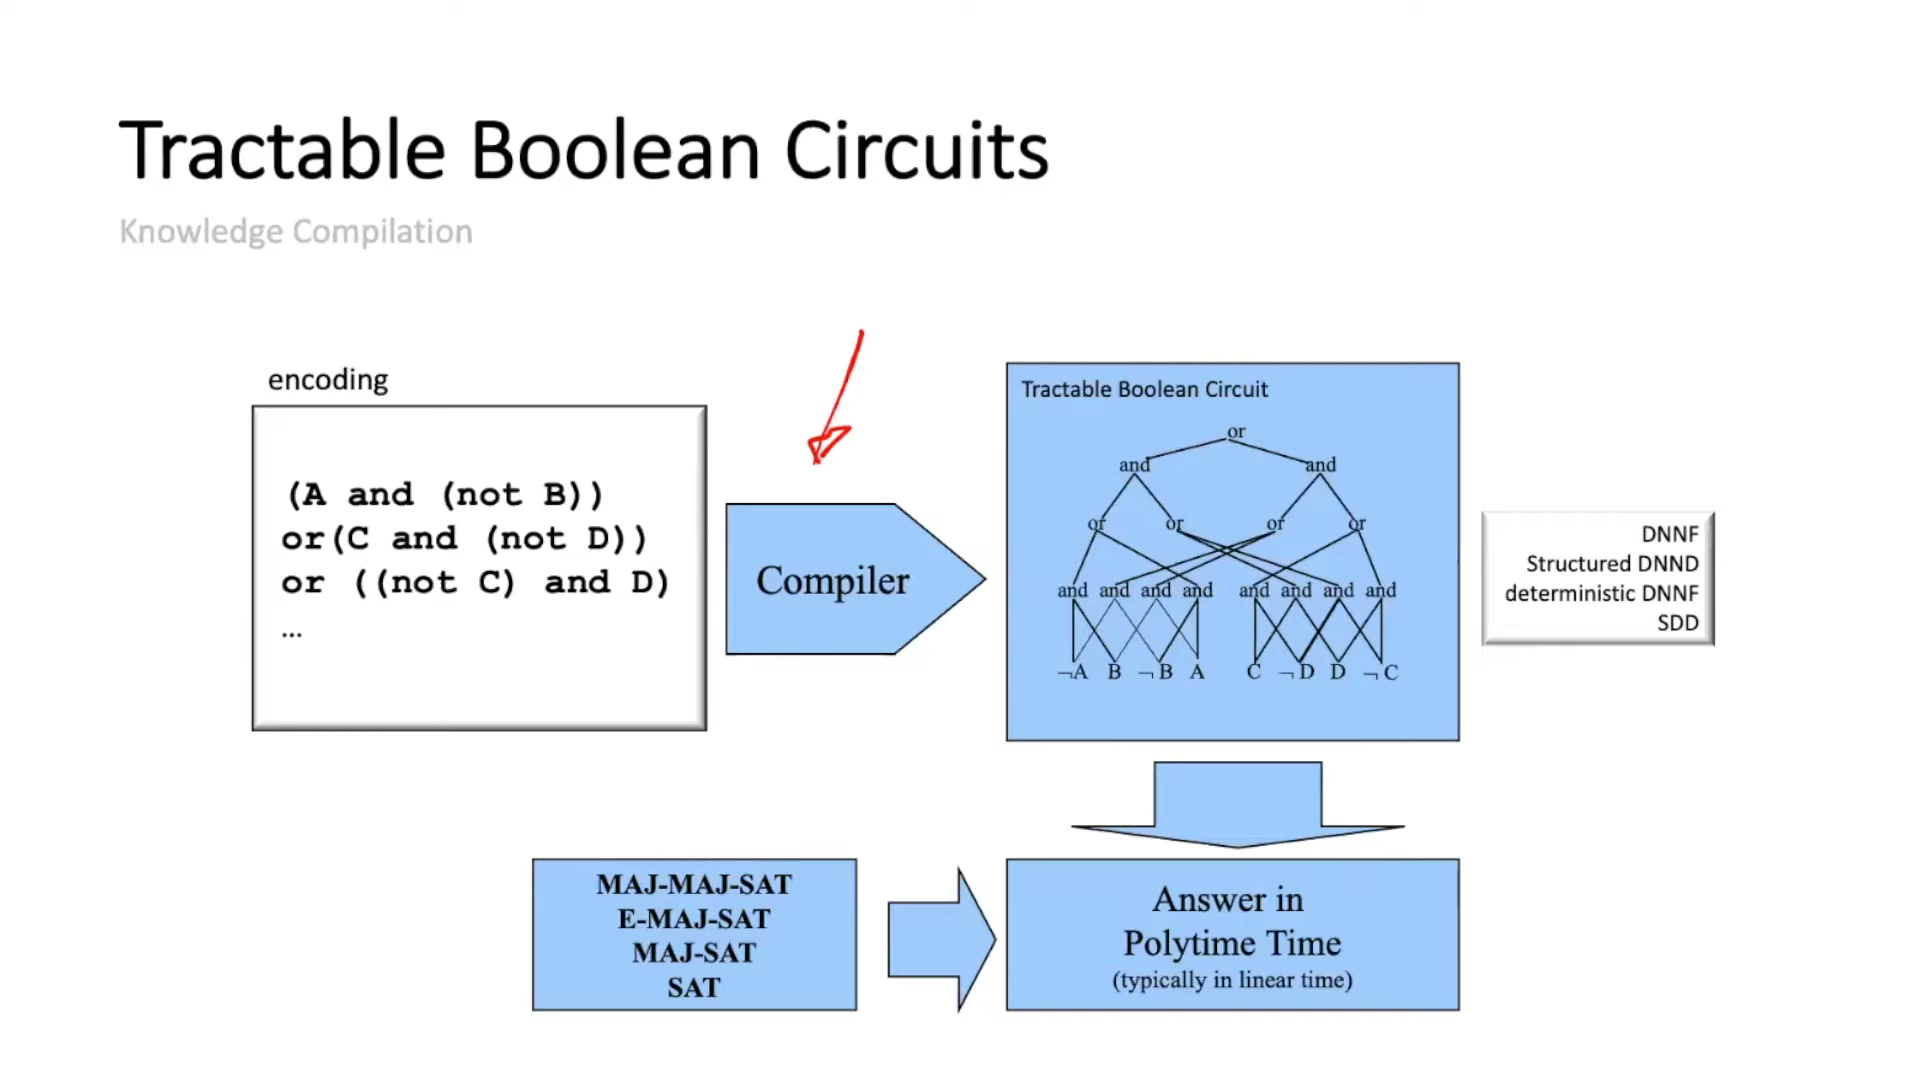 Tractable Boolean Circuits
Knowledge Compilation
encoding
(A and (not B))
or(C and (not D))
or ((not C) and D)
...
Compiler
Tractable Boolean Circuit
or
and and
or or or or
and and and and and and and and
¬A B ¬B A C ¬D D ¬C
DNNF
Structured DNND
deterministic DNNF
SDD
MAJ-MAJ-SAT
E-MAJ-SAT
MAJ-SAT
SAT
Answer in
Polytime Time
(typically in linear time)